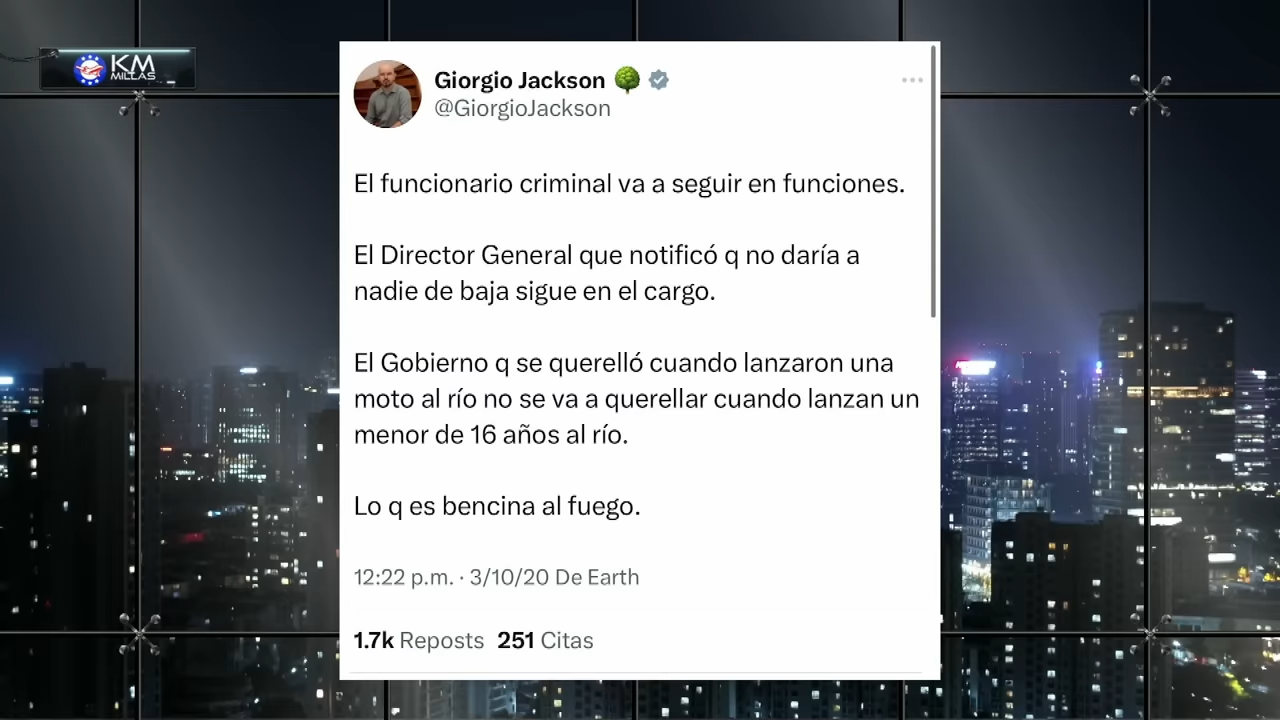 KM
MILLAS
Giorgio Jackson
@GiorgioJackson
El funcionario criminal va a seguir en funciones.
El Director General que notificó q no daría a
nadie de baja sigue en el cargo.
El Gobierno q se querelló cuando lanzaron una
moto al río no se va a querellar cuando lanzan un
menor de 16 años al río.
Lo q es bencina al fuego.
12:22 p.m. · 3/10/20 De Earth
1.7k Reposts 251 Citas